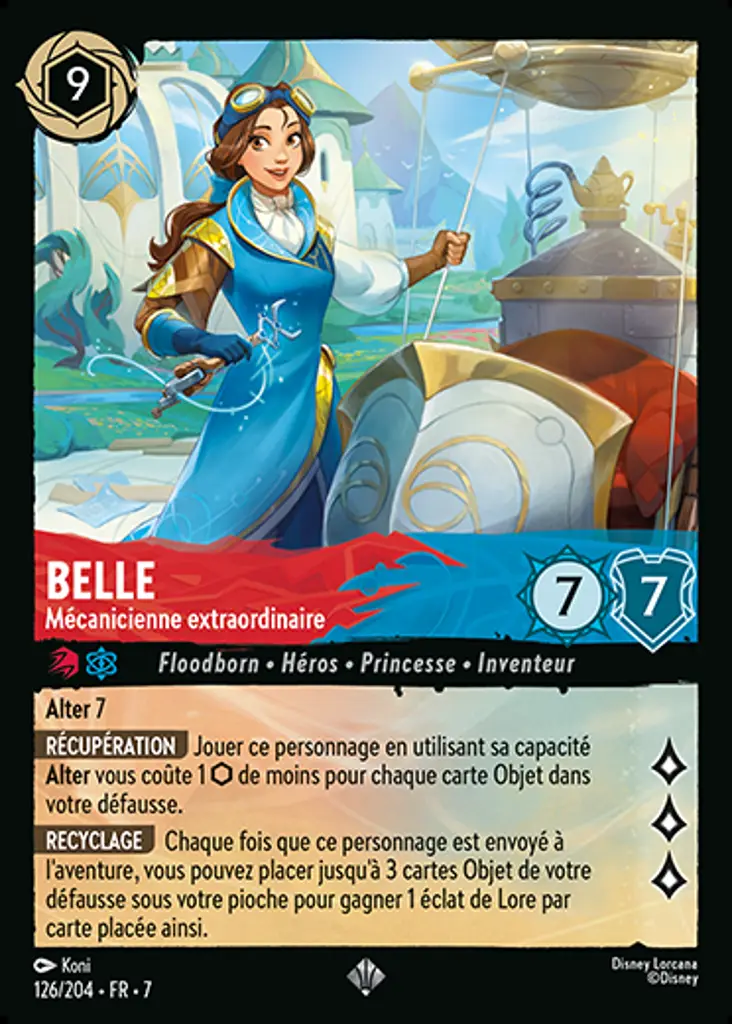 9
BELLE
Mécanicienne extraordinaire
7
7
Floodborn • Héros • Princesse • Inventeur
Alter 7
RÉCUPÉRATION Jouer ce personnage en utilisant sa capacité
Alter vous coûte 1 ⬡ de moins pour chaque carte Objet dans
votre défausse.
RECYCLAGE Chaque fois que ce personnage est envoyé à
l'aventure, vous pouvez placer jusqu'à 3 cartes Objet de votre
défausse sous votre pioche pour gagner 1 éclat de Lore par
carte placée ainsi.
Koni
126/204 • FR • 7
Disney Lorcana
©Disney